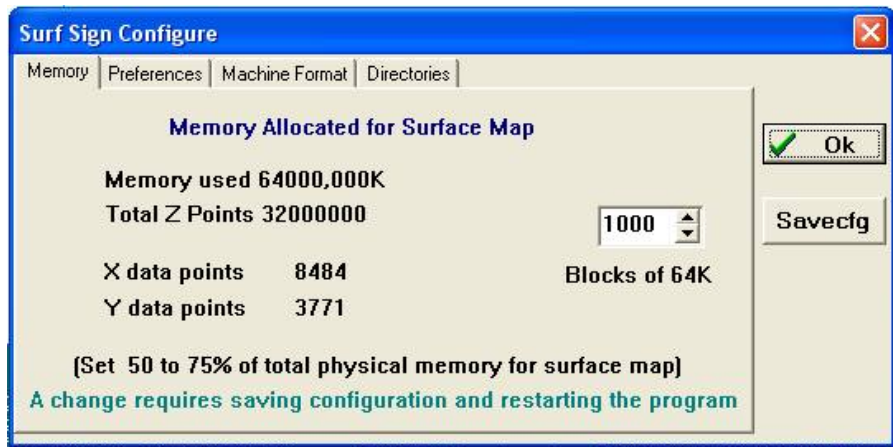 Surf Sign Configure
Memory Preferences Machine Format Directories
Memory Allocated for Surface Map
Ok
Memory used 64000,000K
Total Z Points 32000000
1000
Savecfg
X data points 8484
Blocks of 64K
Y data points 3771
(Set 50 to 75% of total physical memory for surface map)
A change requires saving configuration and restarting the program